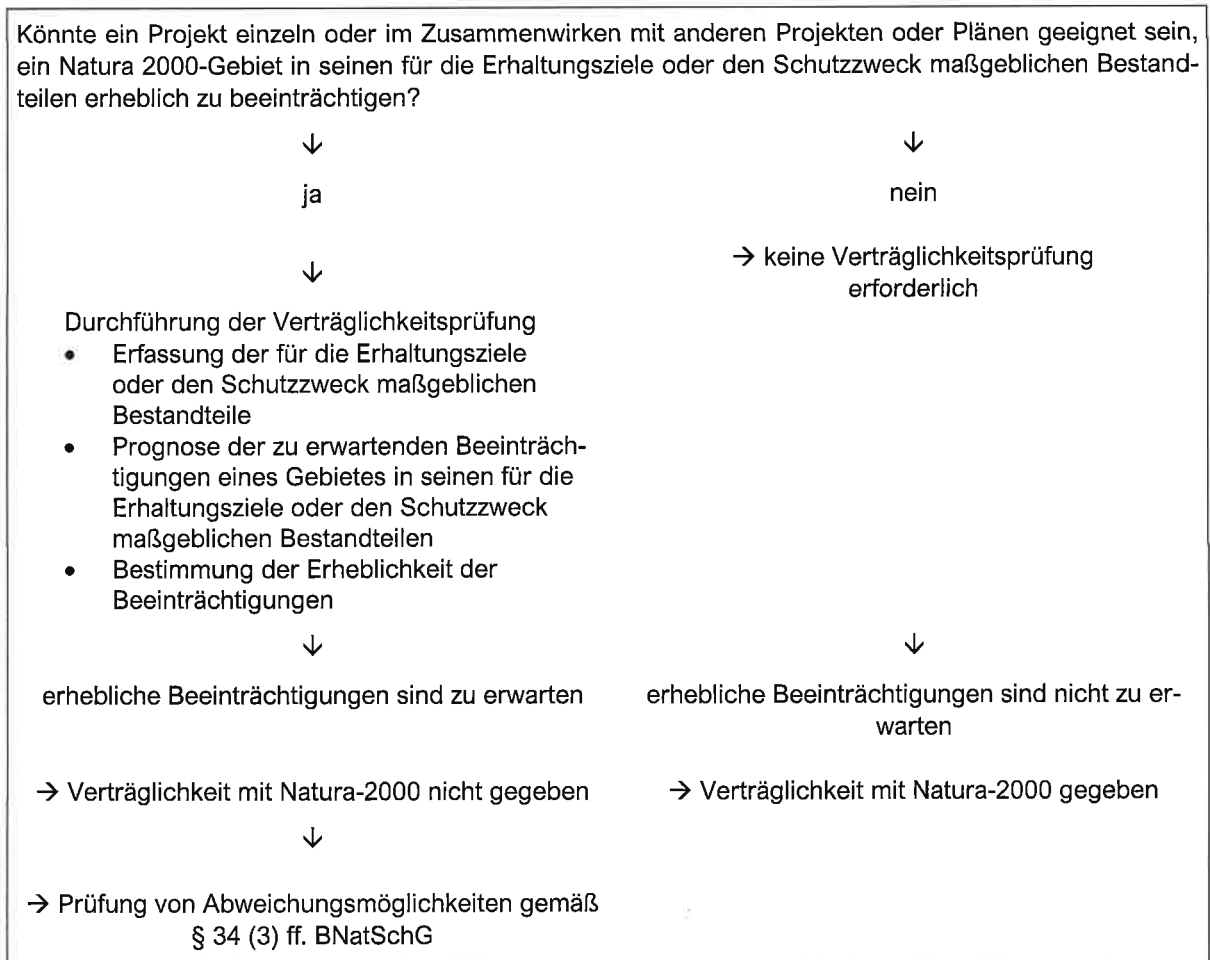 Könnte ein Projekt einzeln oder im Zusammenwirken mit anderen Projekten oder Plänen geeignet sein,
ein Natura 2000-Gebiet in seinen für die Erhaltungsziele oder den Schutzzweck maßgeblichen Bestand-
teilen erheblich zu beeinträchtigen?
↓ ↓
ja nein
→ keine Verträglichkeitsprüfung
erforderlich
↓
Durchführung der Verträglichkeitsprüfung
• Erfassung der für die Erhaltungsziele
oder den Schutzzweck maßgeblichen
Bestandteile
• Prognose der zu erwartenden Beeinträch-
tigungen eines Gebietes in seinen für die
Erhaltungsziele oder den Schutzzweck
maßgeblichen Bestandteilen
• Bestimmung der Erheblichkeit der
Beeinträchtigungen
↓ ↓
erhebliche Beeinträchtigungen sind zu erwarten
erhebliche Beeinträchtigungen sind nicht zu er-
warten
→ Verträglichkeit mit Natura-2000 nicht gegeben
→ Verträglichkeit mit Natura-2000 gegeben
↓
→ Prüfung von Abweichungsmöglichkeiten gemäß
§ 34 (3) ff. BNatSchG